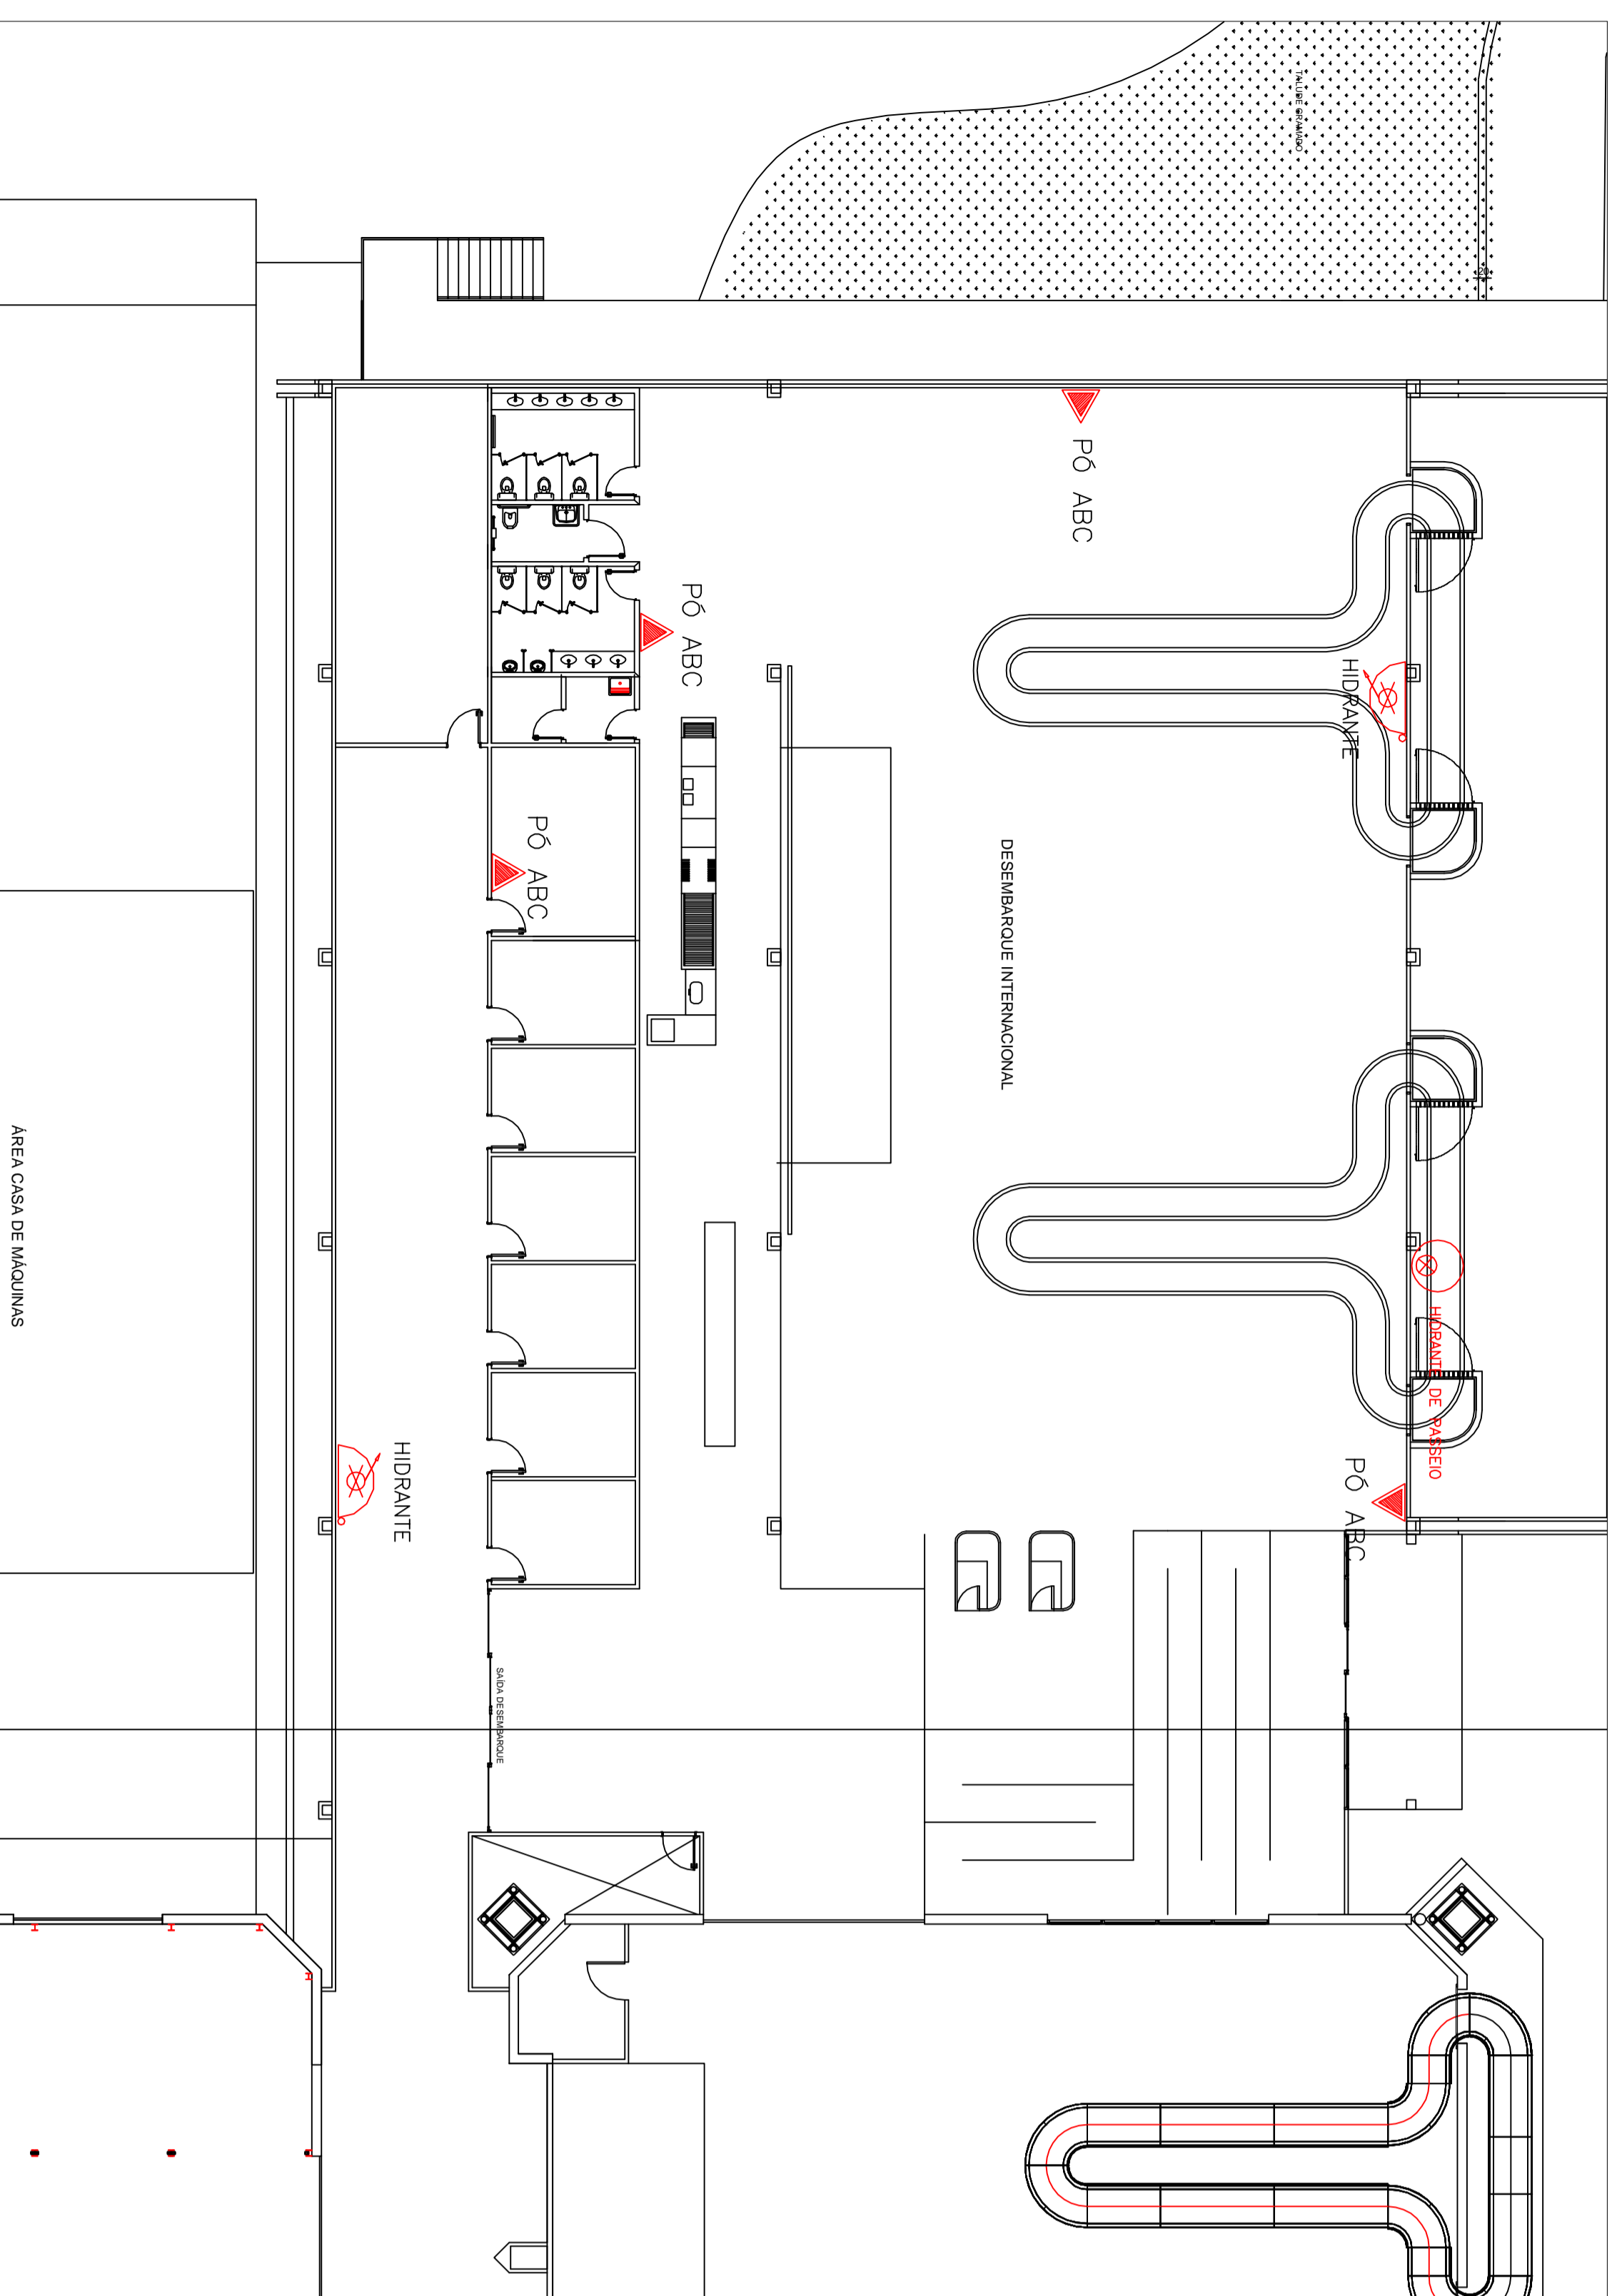 TALUDE GRAMADO
20
PÓ ABC
PÓ ABC
HIDRANTE
PÓ ABC
DESEMBARQUE INTERNACIONAL
ÁREA CASA DE MÁQUINAS
HIDRANTE DE PASSEIO
HIDRANTE
PÓ ABC
SAÍDA DESEMBARQUE